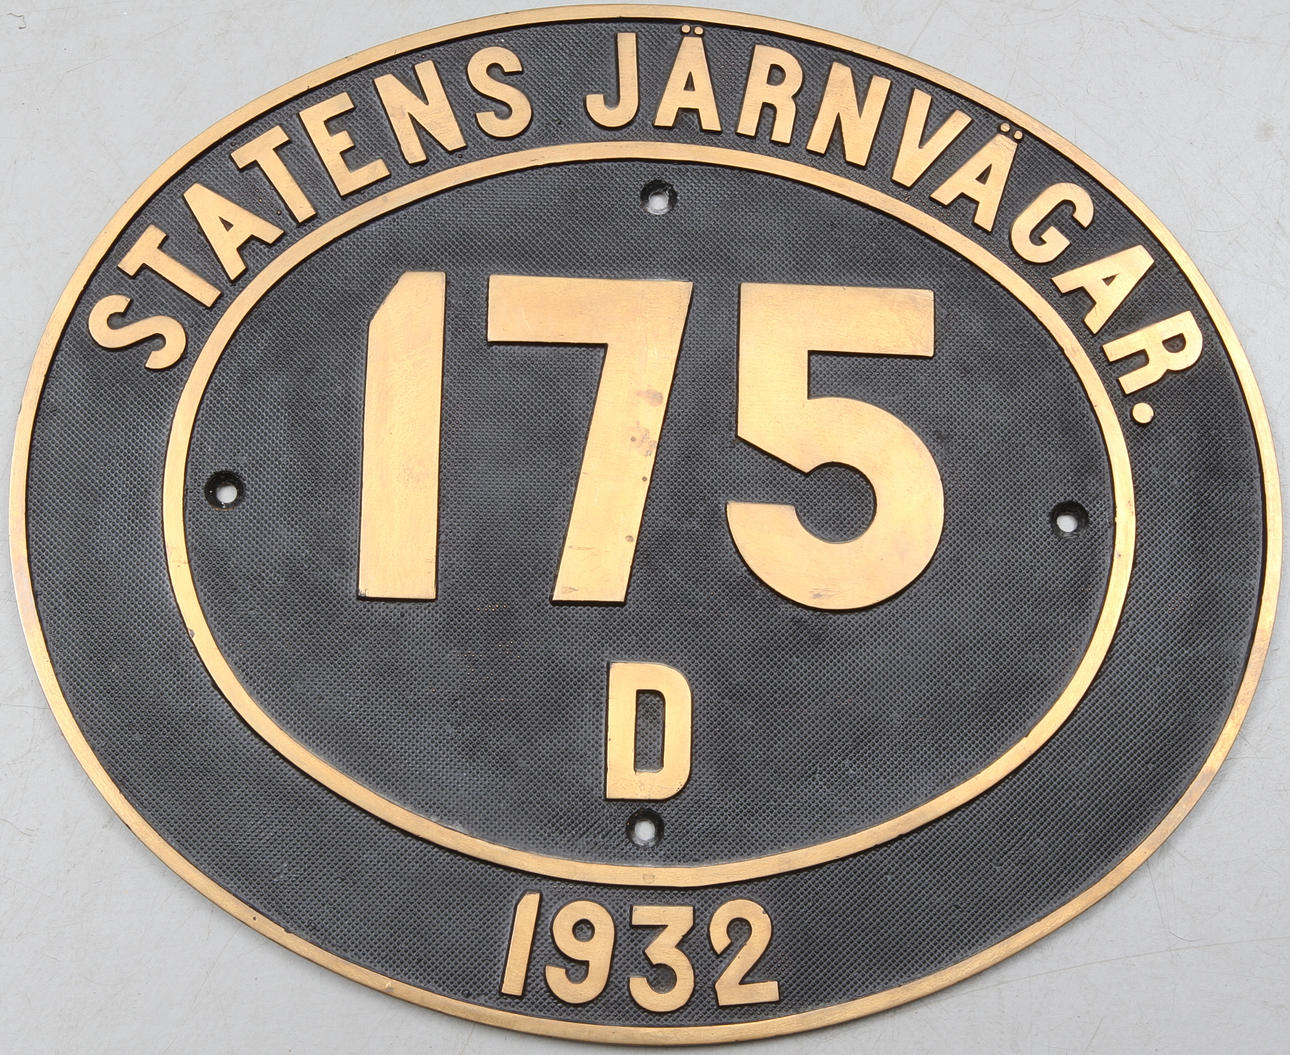 STATENS JÄRNVÄGAR.
175
D
1932